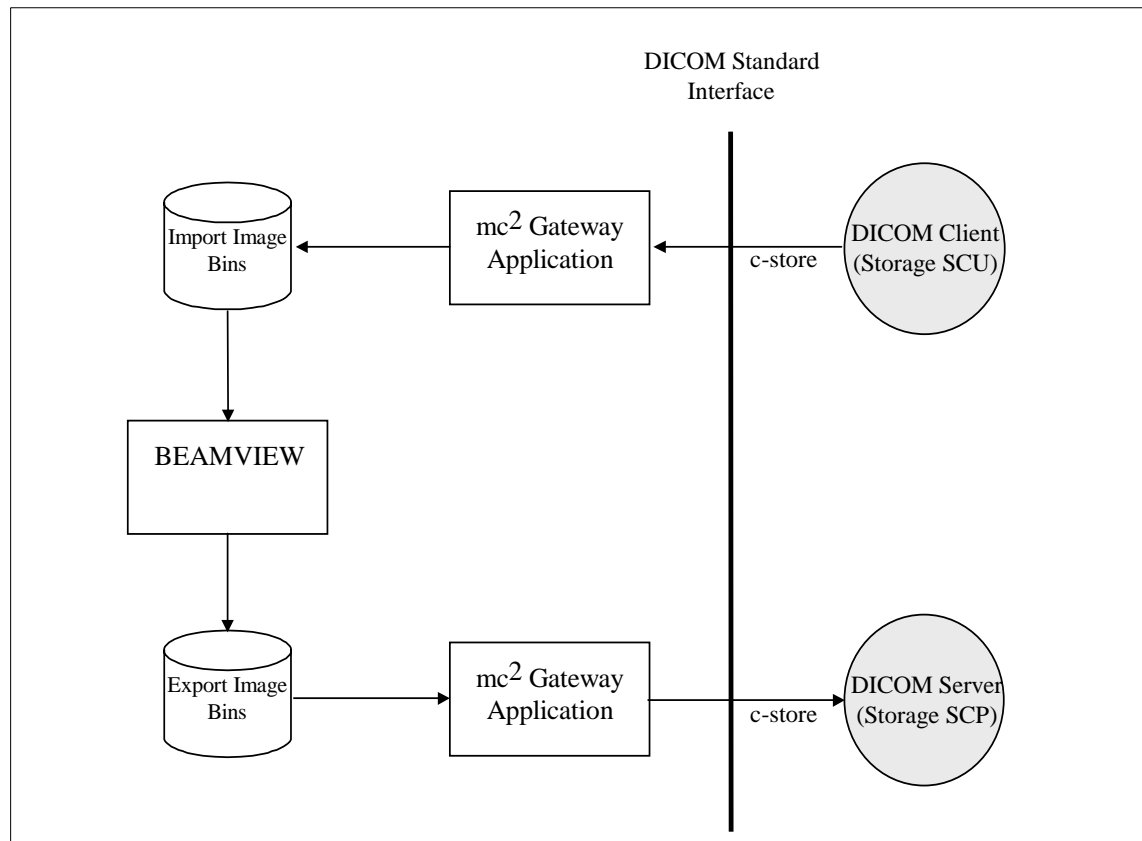 DICOM Standard
Interface
Import Image
Bins
mc2 Gateway
Application
c-store
DICOM Client
(Storage SCU)
BEAMVIEW
Export Image
Bins
mc2 Gateway
Application
c-store
DICOM Server
(Storage SCP)